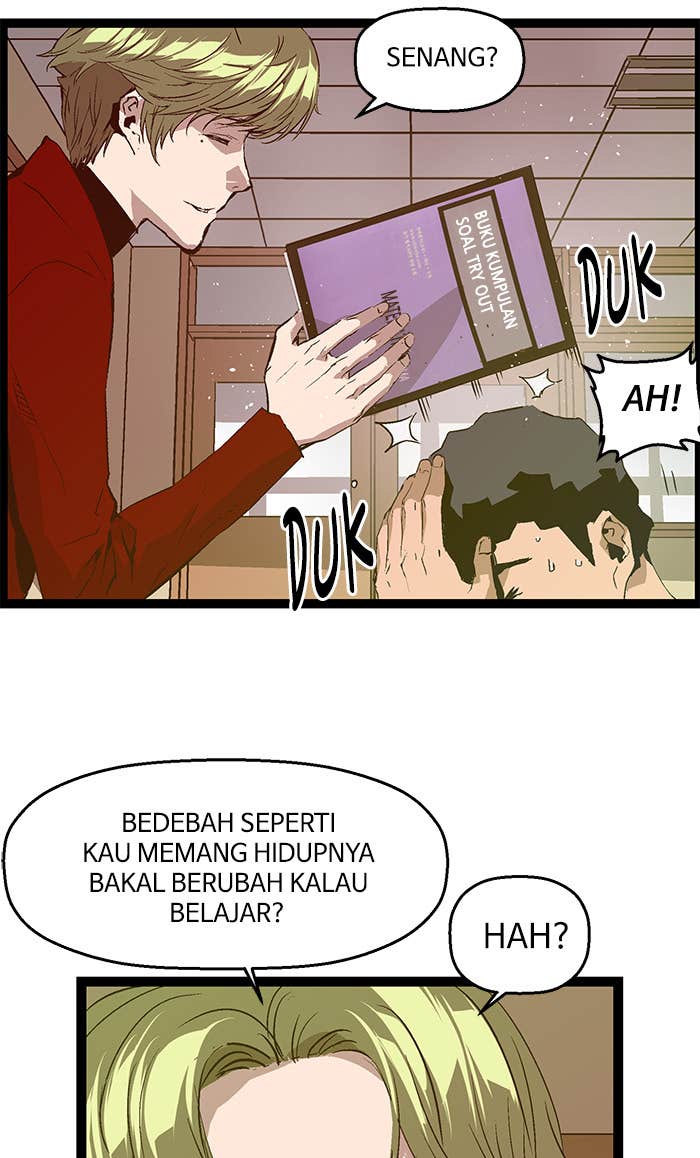 SENANG?
BUKU KUMPULAN
SOAL TRY OUT
DUK
AH!
DUK
BEDEBAH SEPERTI
KAU MEMANG HIDUPNYA
BAKAL BERUBAH KALAU
BELAJAR?
HAH?